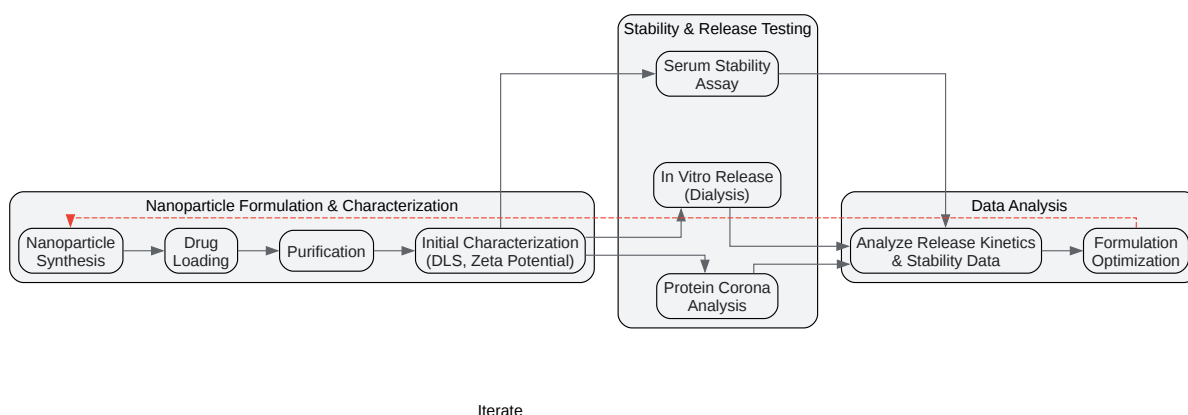 Stability & Release Testing
Serum Stability
Assay
In Vitro Release
(Dialysis)
Protein Corona
Analysis
Nanoparticle Formulation & Characterization
Nanoparticle
Synthesis
Drug
Loading
Purification
Initial Characterization
(DLS, Zeta Potential)
Data Analysis
Analyze Release Kinetics
& Stability Data
Formulation
Optimization
Iterate